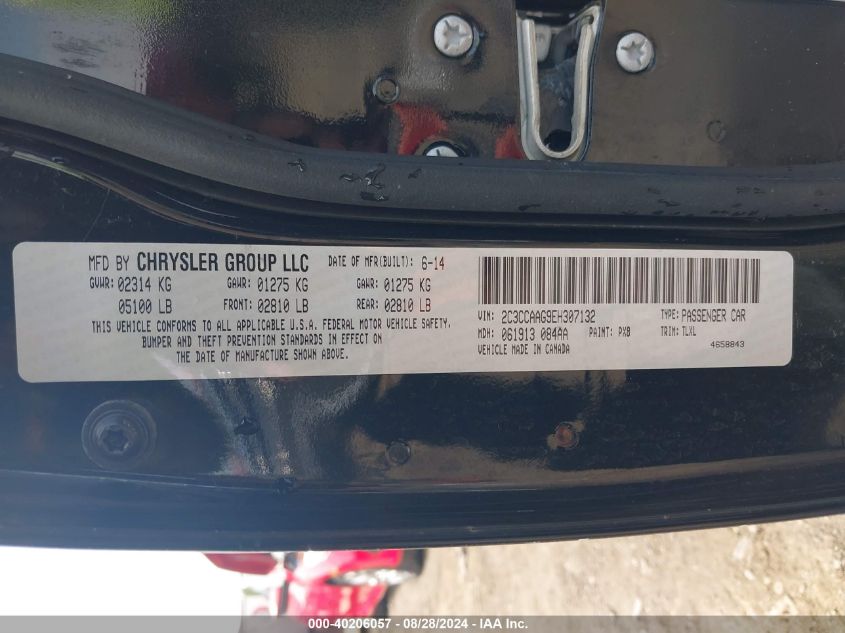 MFD BY CHRYSLER GROUP LLC DATE OF MFR(BUILT): 6-14
GVWR: 02314 KG GAWR: 01275 KG GAWR: 01275 KG
05100 LB FRONT: 02810 LB REAR: 02810 LB
THIS VEHICLE CONFORMS TO ALL APPLICABLE U.S.A. FEDERAL MOTOR VEHICLE SAFETY,
BUMPER AND THEFT PREVENTION STANDARDS IN EFFECT ON
THE DATE OF MANUFACTURE SHOWN ABOVE.
VIN: 2C3CCAAG9EH307132 TYPE: PASSENGER CAR
MDH: 061913 084AA PAINT: PX8 TRIM: TLXL
VEHICLE MADE IN CANADA 4658843
000-40206057 - 08/28/2024 - IAA Inc.